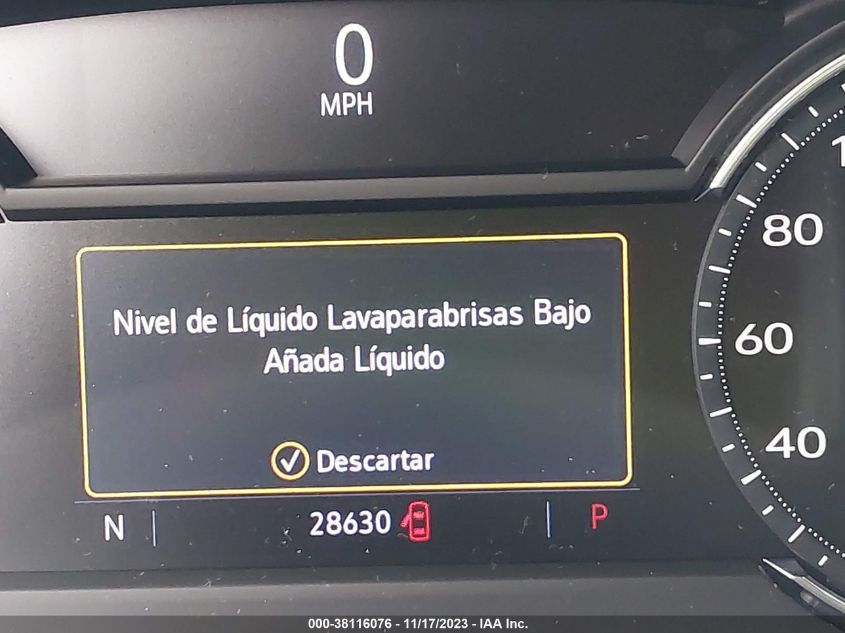 0
MPH
1
80
Nivel de Líquido Lavaparabrisas Bajo
60
Añada Líquido
40
Descartar
N
28630
P
000-38116076 - 11/17/2023 - IAA Inc.